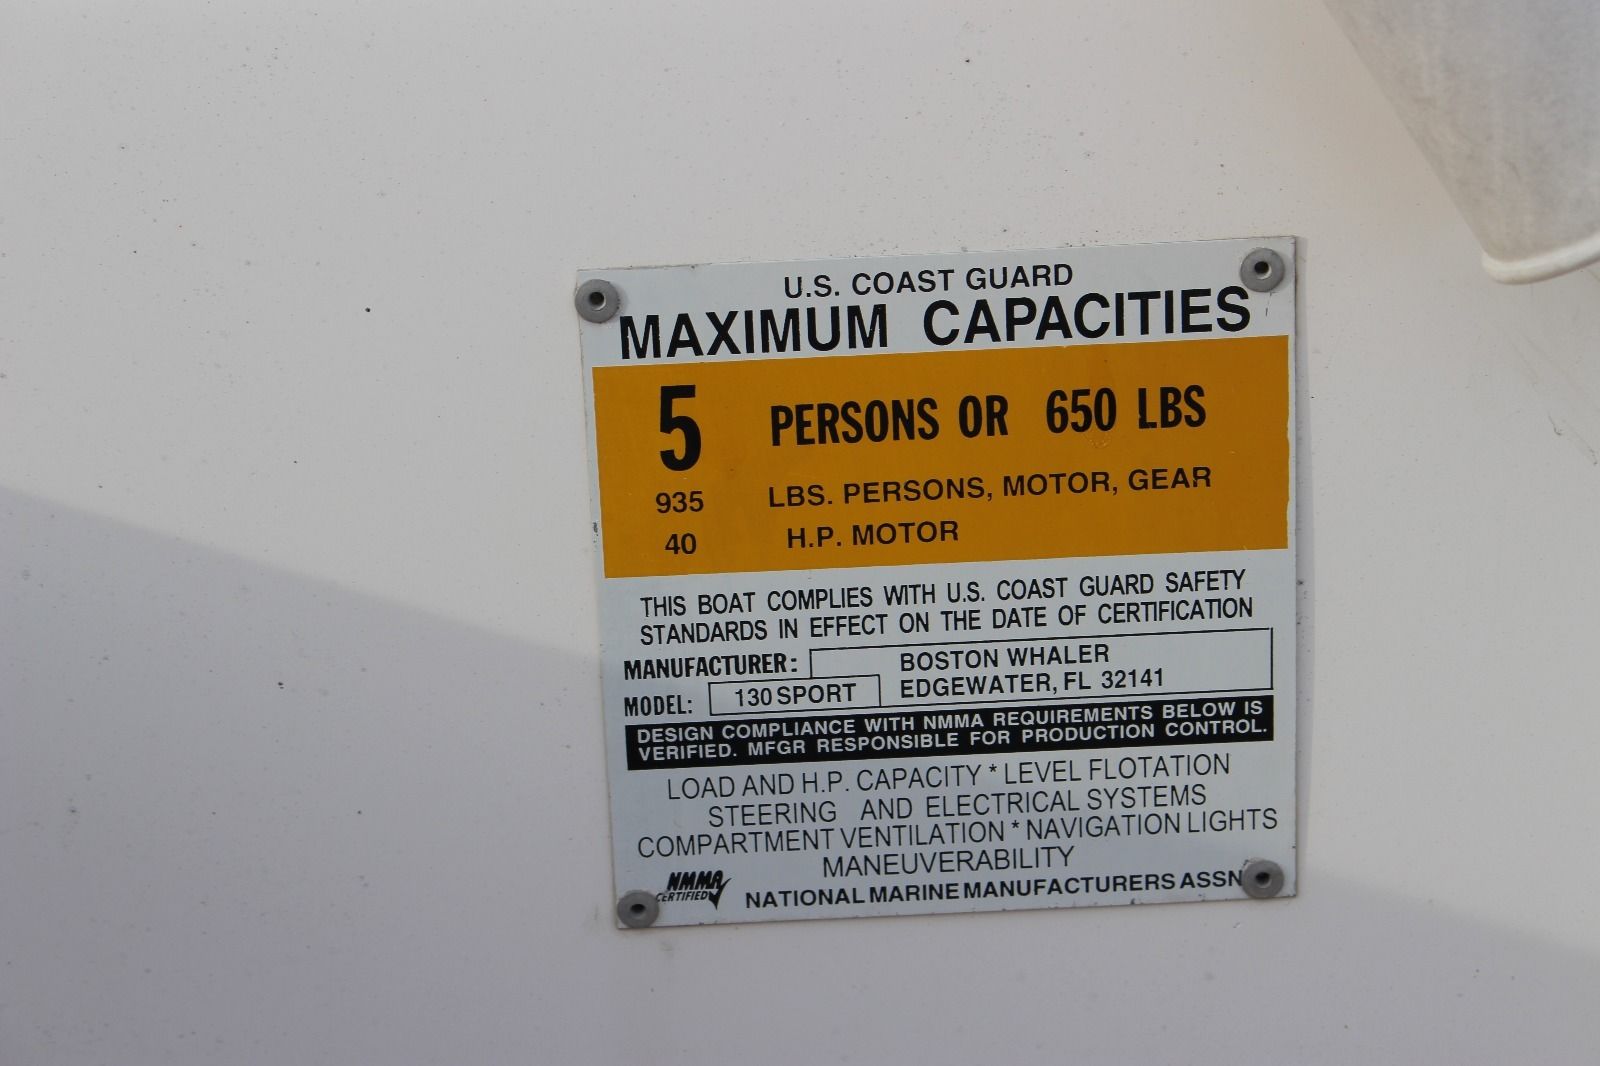 U.S. COAST GUARD
MAXIMUM CAPACITIES
5 PERSONS OR 650 LBS
935 LBS. PERSONS, MOTOR, GEAR
40 H.P. MOTOR
THIS BOAT COMPLIES WITH U.S. COAST GUARD SAFETY
STANDARDS IN EFFECT ON THE DATE OF CERTIFICATION
MANUFACTURER: BOSTON WHALER
MODEL: 130 SPORT EDGEWATER, FL 32141
DESIGN COMPLIANCE WITH NMMA REQUIREMENTS BELOW IS
VERIFIED. MFGR RESPONSIBLE FOR PRODUCTION CONTROL.
LOAD AND H.P. CAPACITY * LEVEL FLOTATION
STEERING AND ELECTRICAL SYSTEMS
COMPARTMENT VENTILATION * NAVIGATION LIGHTS
MANEUVERABILITY
NMMA
CERTIFIED
NATIONAL MARINE MANUFACTURERS ASSN